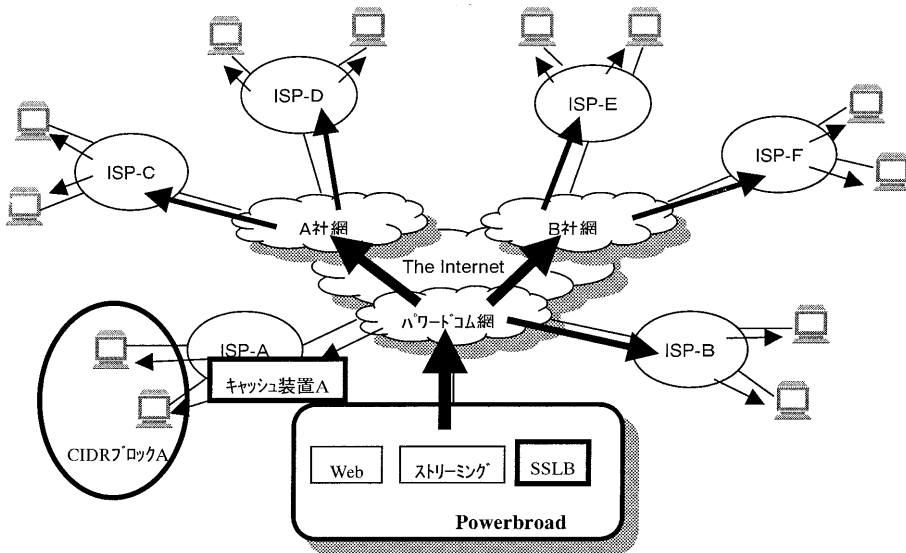 ISP-D
ISP-E
ISP-C
ISP-F
A社網
B社網
The Internet
ﾊﾟﾜｰﾄﾞｺﾑ網
ISP-A
ISP-B
キャッシュ装置A
CIDRﾌﾞﾛｯｸA
Web
ｽﾄﾘｰﾐﾝｸﾞ
SSLB
Powerbroad